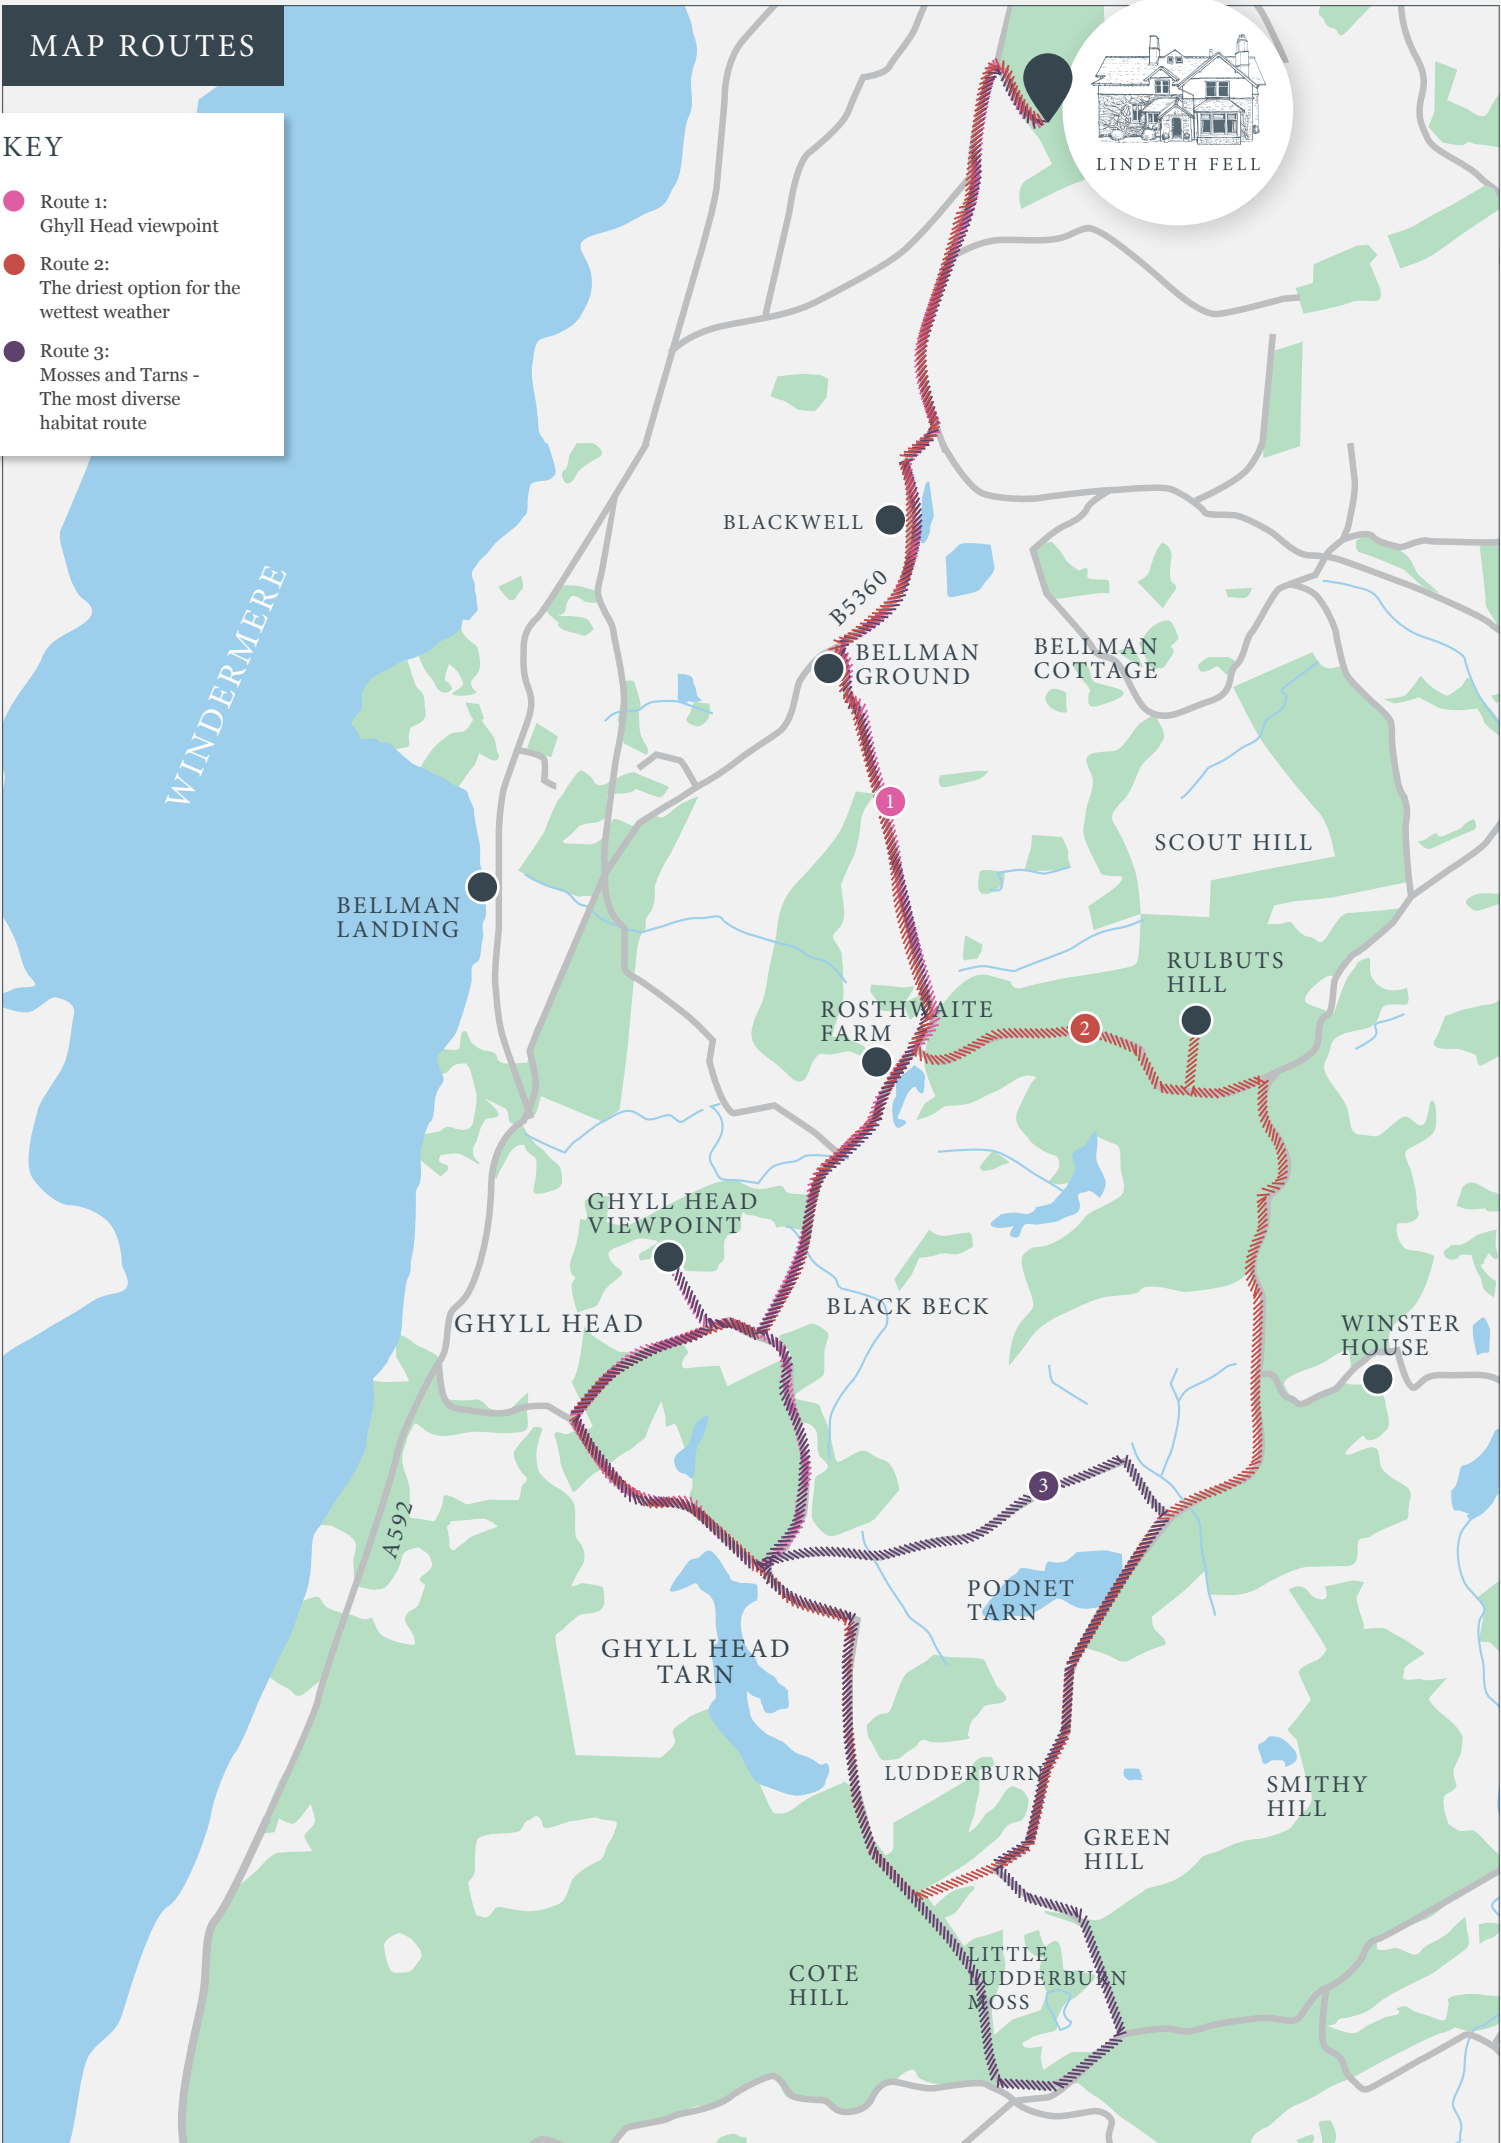 MAP ROUTES
LINDETH FELL
KEY
Route 1:
Ghyll Head viewpoint
Route 2:
The driest option for the
wettest weather
Route 3:
Mosses and Tarns -
The most diverse
habitat route
BLACKWELL
B5360
WINDERMERE
BELLMAN
GROUND
BELLMAN
COTTAGE
1
SCOUT HILL
BELLMAN
LANDING
RULBUTS
HILL
ROSTHWAITE
FARM
2
GHYLL HEAD
VIEWPOINT
BLACK BECK
GHYLL HEAD
WINSTER
HOUSE
3
A592
PODNET
TARN
GHYLL HEAD
TARN
LUDDERBURN
SMITHY
HILL
GREEN
HILL
LITTLE
LUDDERBURN
MOSS
COTE
HILL